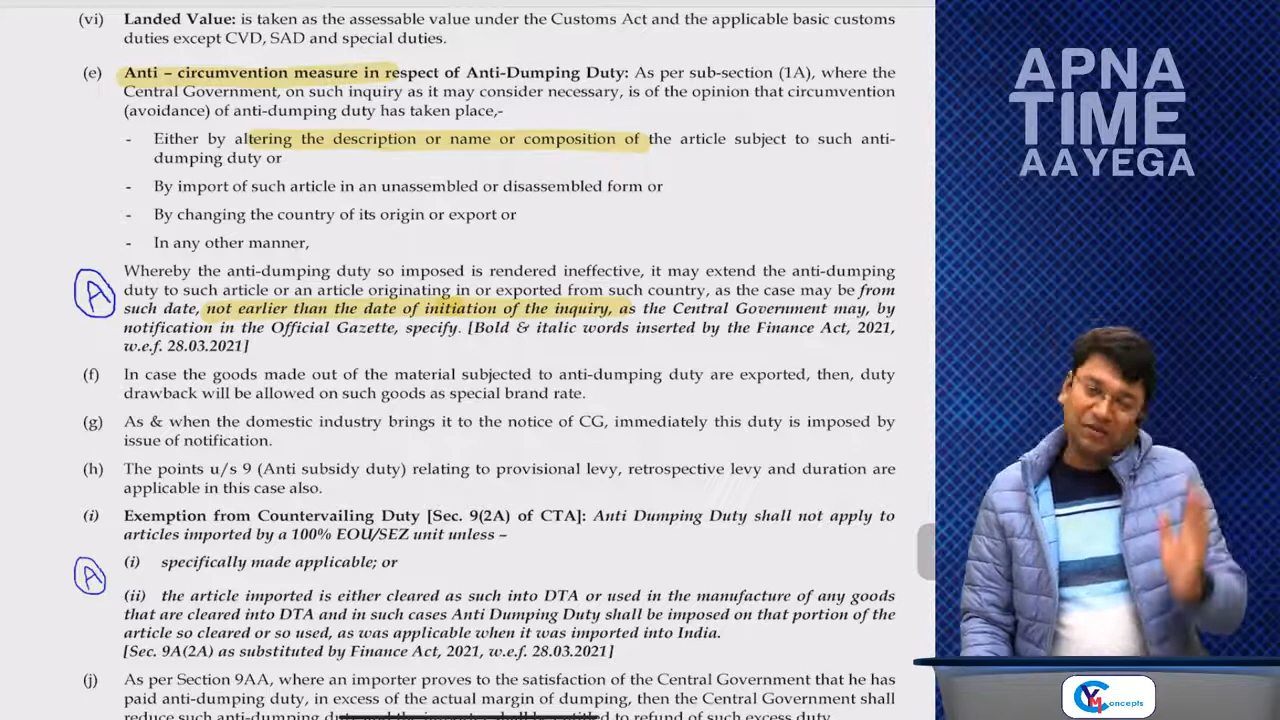 (vi) Landed Value: is taken as the assessable value under the Customs Act and the applicable basic customs
duties except CVD, SAD and special duties.
(e) Anti – circumvention measure in respect of Anti-Dumping Duty: As per sub-section (1A), where the
Central Government, on such inquiry as it may consider necessary, is of the opinion that circumvention
(avoidance) of anti-dumping duty has taken place,-
- Either by altering the description or name or composition of the article subject to such anti-
dumping duty or
- By import of such article in an unassembled or disassembled form or
- By changing the country of its origin or export or
- In any other manner,
Whereby the anti-dumping duty so imposed is rendered ineffective, it may extend the anti-dumping
A duty to such article or an article originating in or exported from such country, as the case may be from
such date, not earlier than the date of initiation of the inquiry, as the Central Government may, by
notification in the Official Gazette, specify. [Bold & italic words inserted by the Finance Act, 2021,
w.e.f. 28.03.2021]
(f) In case the goods made out of the material subjected to anti-dumping duty are exported, then, duty
drawback will be allowed on such goods as special brand rate.
(g) As & when the domestic industry brings it to the notice of CG, immediately this duty is imposed by
issue of notification.
(h) The points u/s 9 (Anti subsidy duty) relating to provisional levy, retrospective levy and duration are
applicable in this case also.
(i) Exemption from Countervailing Duty [Sec. 9(2A) of CTA]: Anti Dumping Duty shall not apply to
articles imported by a 100% EOU/SEZ unit unless –
(i) specifically made applicable; or
A
(ii) the article imported is either cleared as such into DTA or used in the manufacture of any goods
that are cleared into DTA and in such cases Anti Dumping Duty shall be imposed on that portion of the
article so cleared or so used, as was applicable when it was imported into India.
[Sec. 9A(2A) as substituted by Finance Act, 2021, w.e.f. 28.03.2021]
(j) As per Section 9AA, where an importer proves to the satisfaction of the Central Government that he has
paid anti-dumping duty, in excess of the actual margin of dumping, then the Central Government shall
reduce such anti-dumping duty and the importer shall be entitled to refund of such excess duty.
APNA
TIME
AAYEGA
YM
Concepts